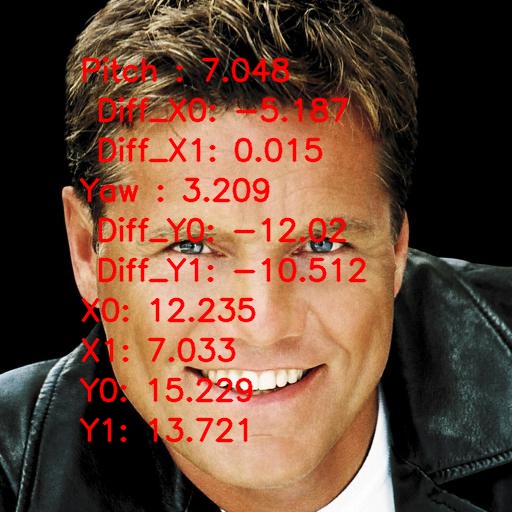 Pitch : 7.048
Diff_X0: -5.187
Diff_X1: 0.015
Yaw : 3.209
Diff_Y0: -12.02
Diff_Y1: -10.512
X0: 12.235
X1: 7.033
Y0: 15.229
Y1: 13.721